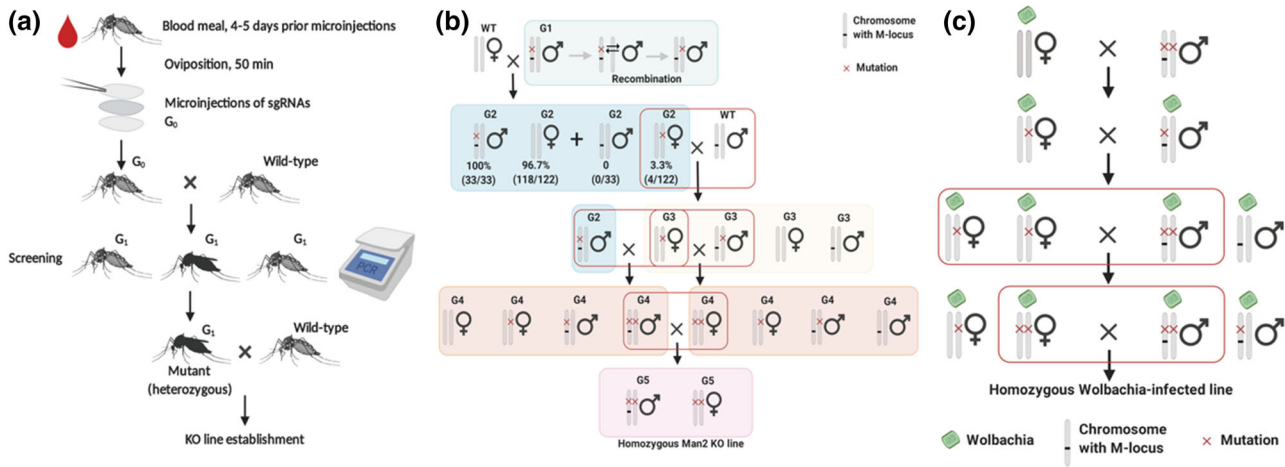 (a)
Blood meal, 4-5 days prior microinjections
Oviposition, 50 min
Microinjections of sgRNAs
G0
G0
Wild-type
G1
G1
G1
Screening
PCR
G1
Wild-type
Mutant
(heterozygous)
KO line establishment
(b)
WT
G1
Recombination
Chromosome
with M-locus
Mutation
G2
G2
G2
G2
WT
+
100%
96.7%
0
3.3%
(33/33)
(118/122)
(0/33)
(4/122)
G2
G3
G3
G3
G3
G4
G4
G4
G4
G4
G4
G4
G4
G5
G5
Homozygous Man2 KO line
(c)
Homozygous Wolbachia-infected line
Wolbachia
Chromosome
with M-locus
Mutation